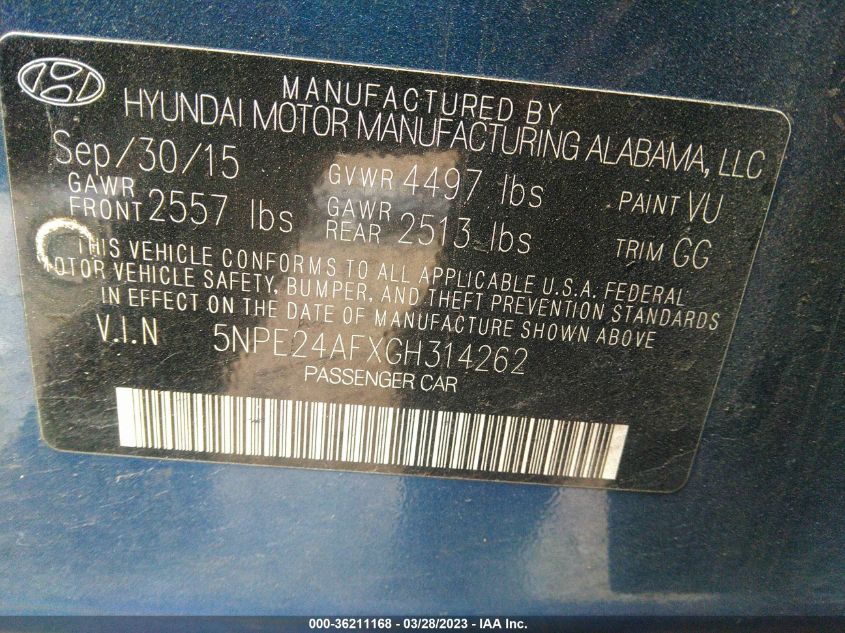 MANUFACTURED BY
HYUNDAI MOTOR MANUFACTURING ALABAMA, LLC
Sep/30/15 GVWR 4497 lbs PAINT VU
GAWR FRONT 2557 lbs GAWR REAR 2513 lbs TRIM GG
THIS VEHICLE CONFORMS TO ALL APPLICABLE U.S.A. FEDERAL
MOTOR VEHICLE SAFETY, BUMPER, AND THEFT PREVENTION STANDARDS
IN EFFECT ON THE DATE OF MANUFACTURE SHOWN ABOVE
V.I.N 5NPE24AFXGH314262
PASSENGER CAR
000-36211168 — 03/28/2023 — IAA Inc.